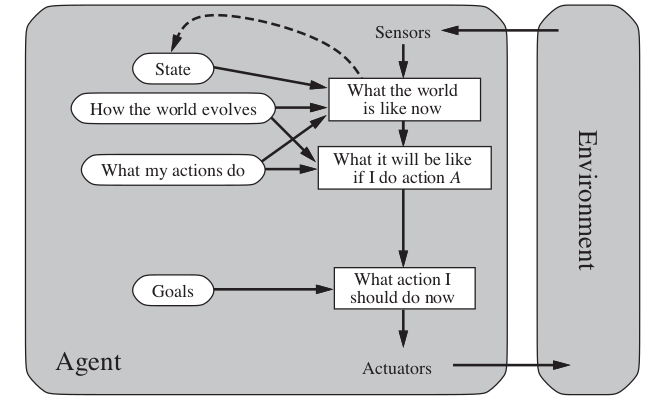 Sensors
State
What the world
is like now
How the world evolves
What it will be like
if I do action A
What my actions do
Environment
What action I
should do now
Goals
Agent
Actuators